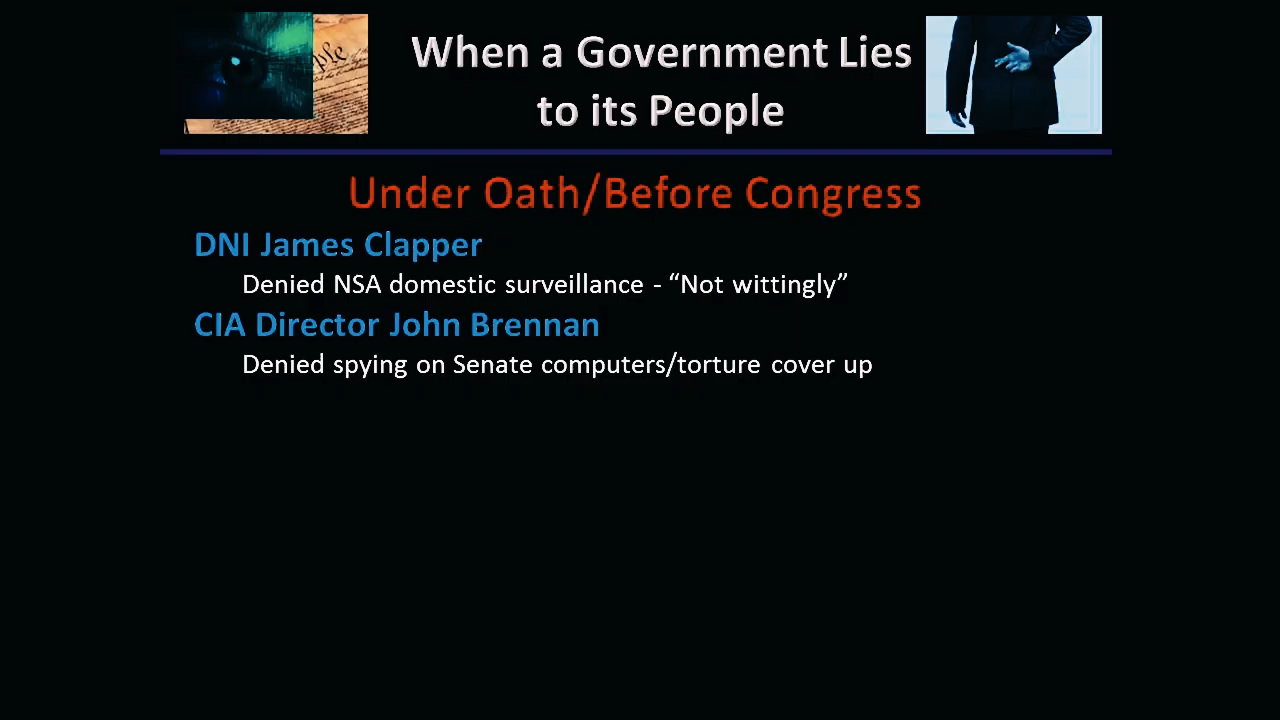 When a Government Lies
to its People
Under Oath/Before Congress
DNI James Clapper
Denied NSA domestic surveillance - “Not wittingly”
CIA Director John Brennan
Denied spying on Senate computers/torture cover up